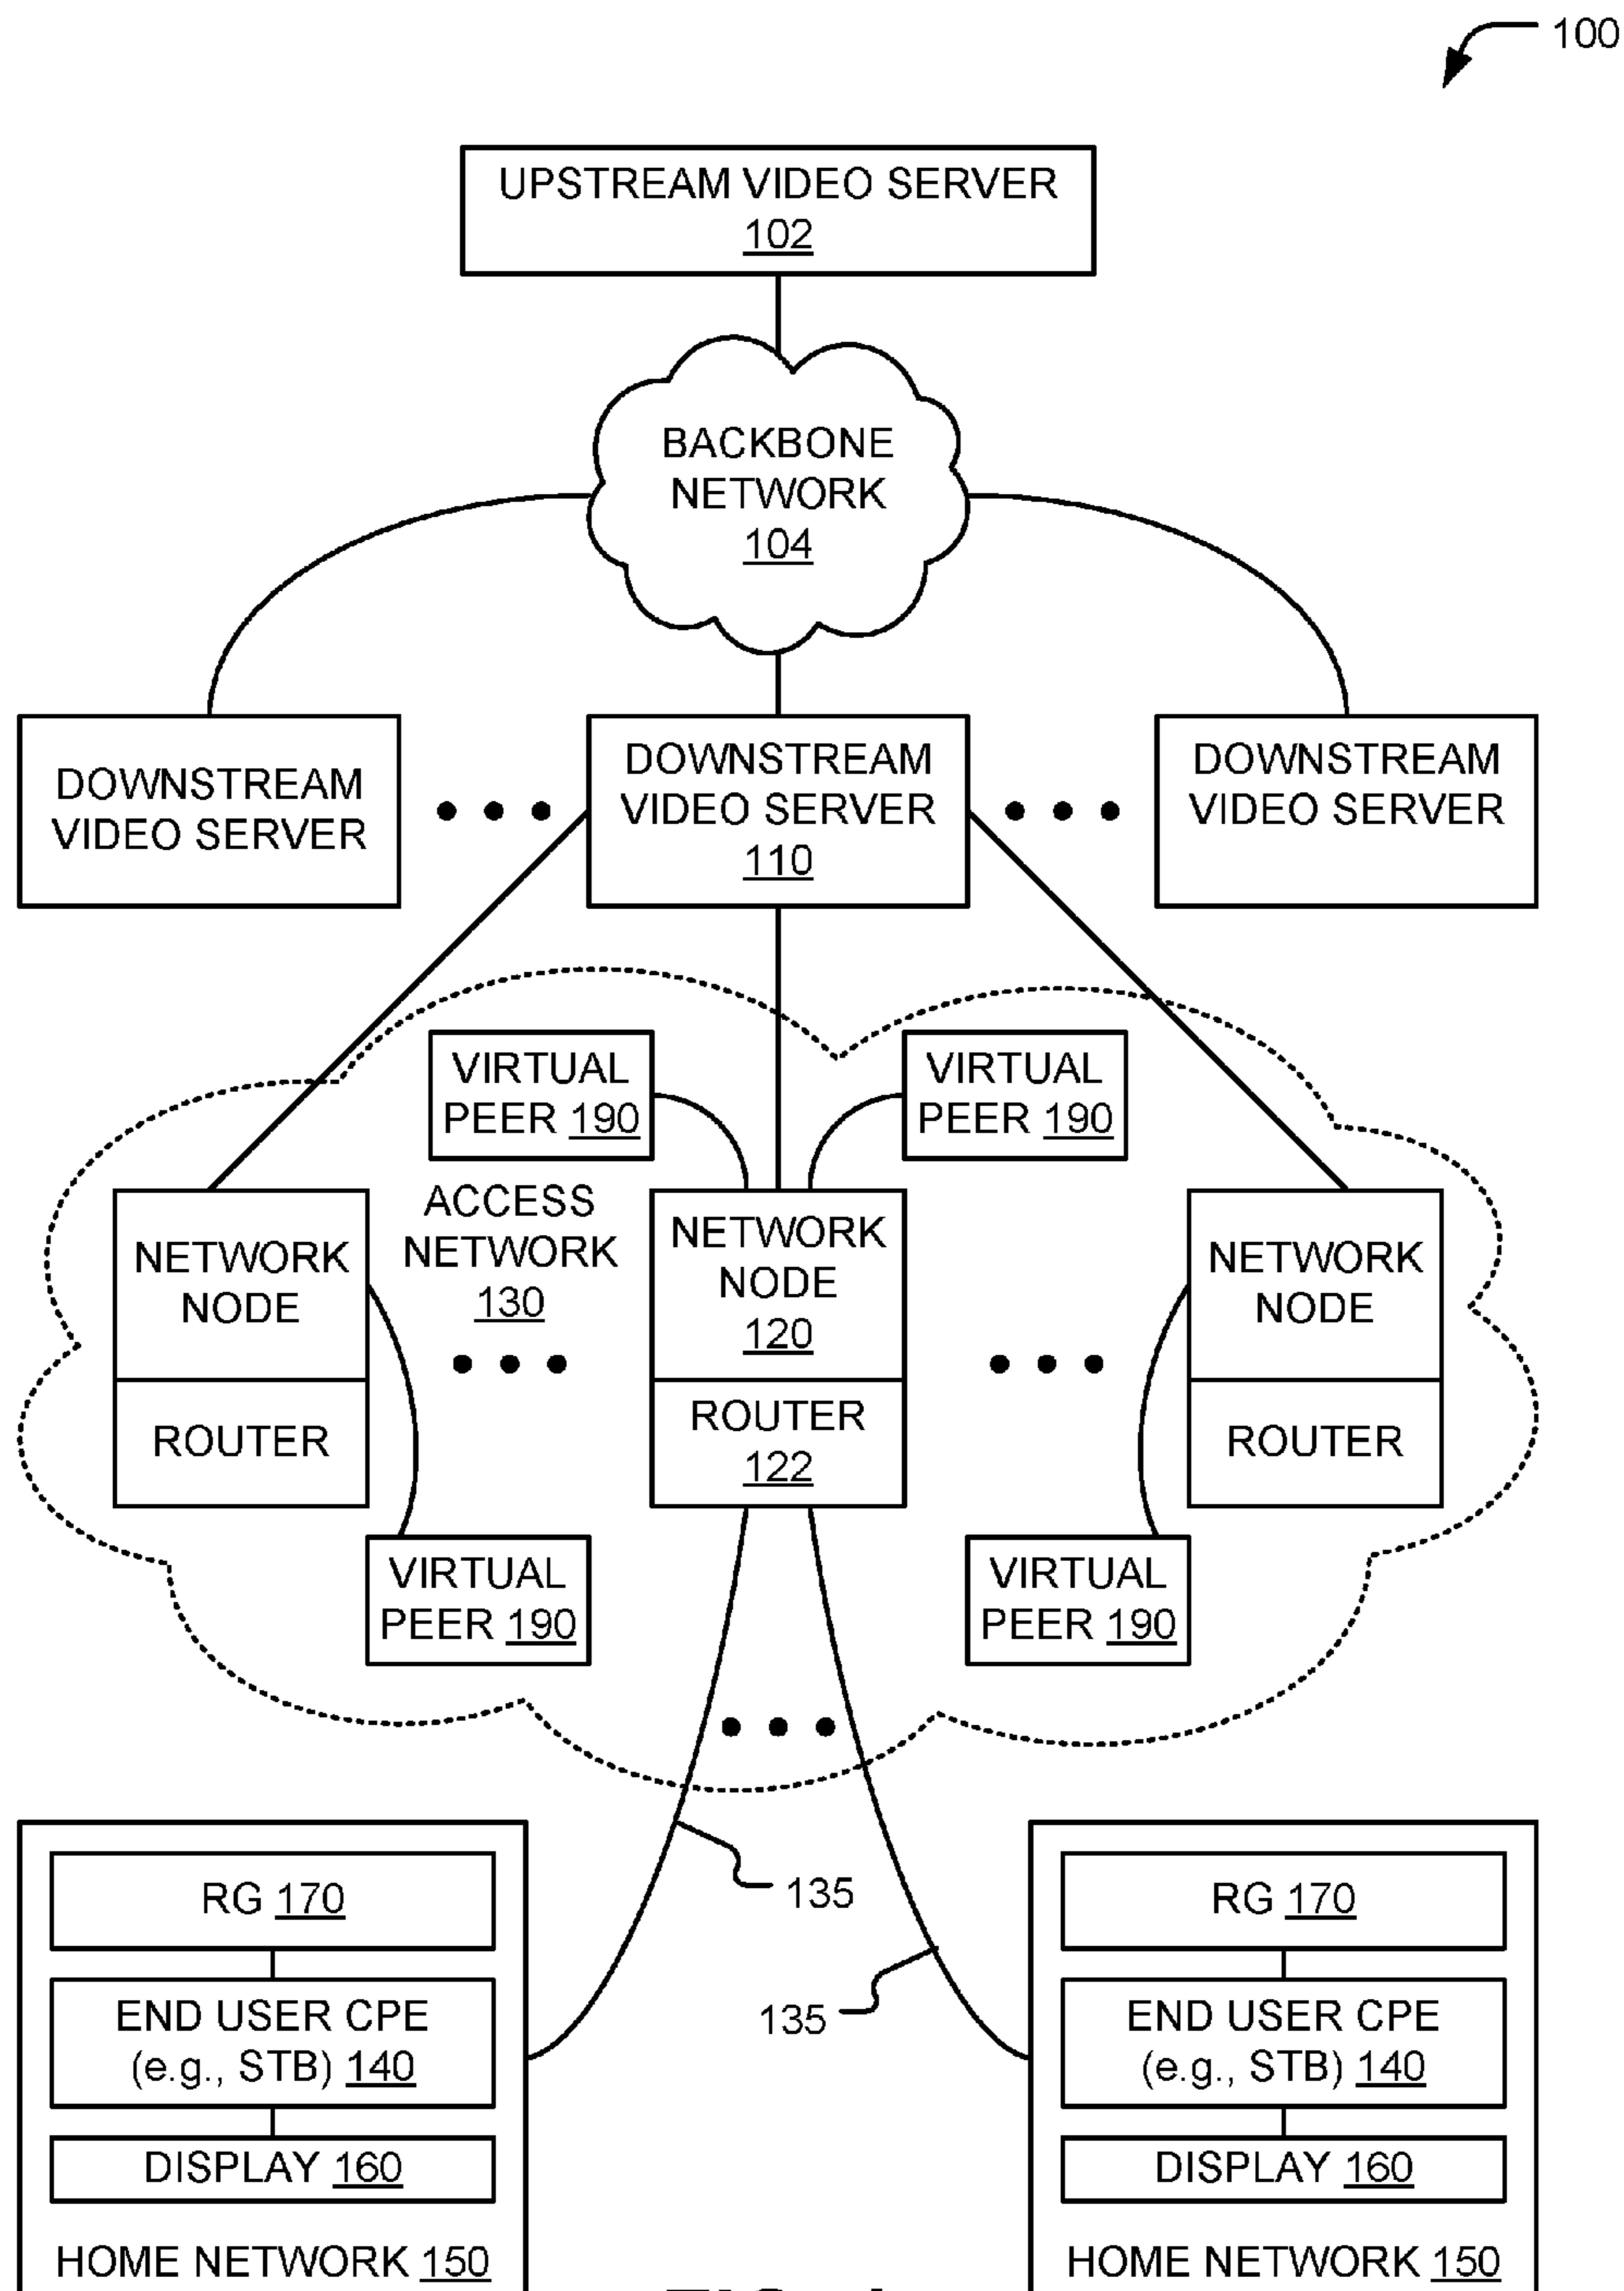 100
UPSTREAM VIDEO SERVER
102
BACKBONE
NETWORK
104
DOWNSTREAM
VIDEO SERVER
DOWNSTREAM
VIDEO SERVER
110
DOWNSTREAM
VIDEO SERVER
VIRTUAL
PEER 190
VIRTUAL
PEER 190
ACCESS
NETWORK
130
NETWORK
NODE
ROUTER
NETWORK
NODE
120
ROUTER
122
NETWORK
NODE
ROUTER
VIRTUAL
PEER 190
VIRTUAL
PEER 190
135
135
RG 170
END USER CPE
(e.g., STB) 140
DISPLAY 160
HOME NETWORK 150
RG 170
END USER CPE
(e.g., STB) 140
DISPLAY 160
HOME NETWORK 150